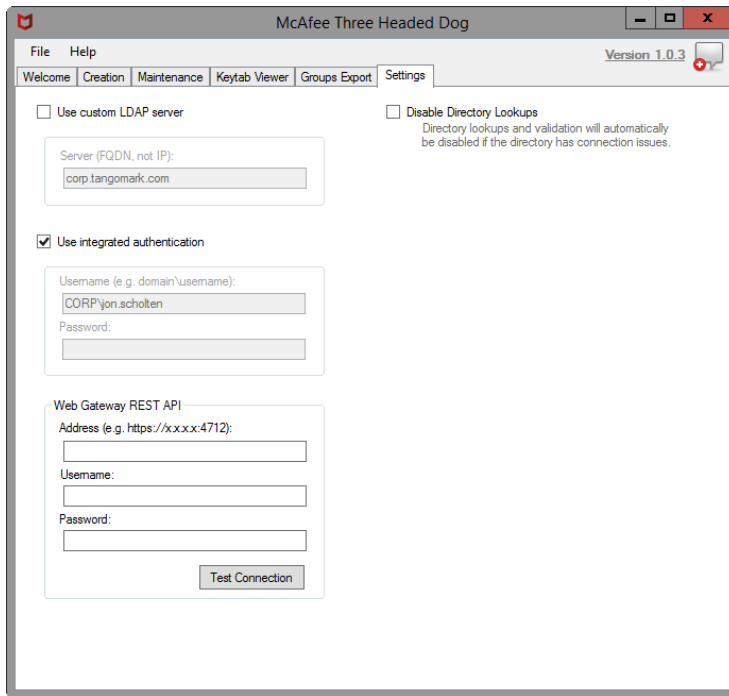 McAfee Three Headed Dog
File Help
Version 1.0.3
Welcome Creation Maintenance Keytab Viewer Groups Export Settings
Use custom LDAP server
Server (FQDN, not IP):
corp.tangomark.com
Use integrated authentication
Username (e.g. domain\username):
CORP\jon.scholten
Password:
Web Gateway REST API
Address (e.g. https://x.x.x.x:4712):
Username:
Password:
Test Connection
Disable Directory Lookups
Directory lookups and validation will automatically
be disabled if the directory has connection issues.